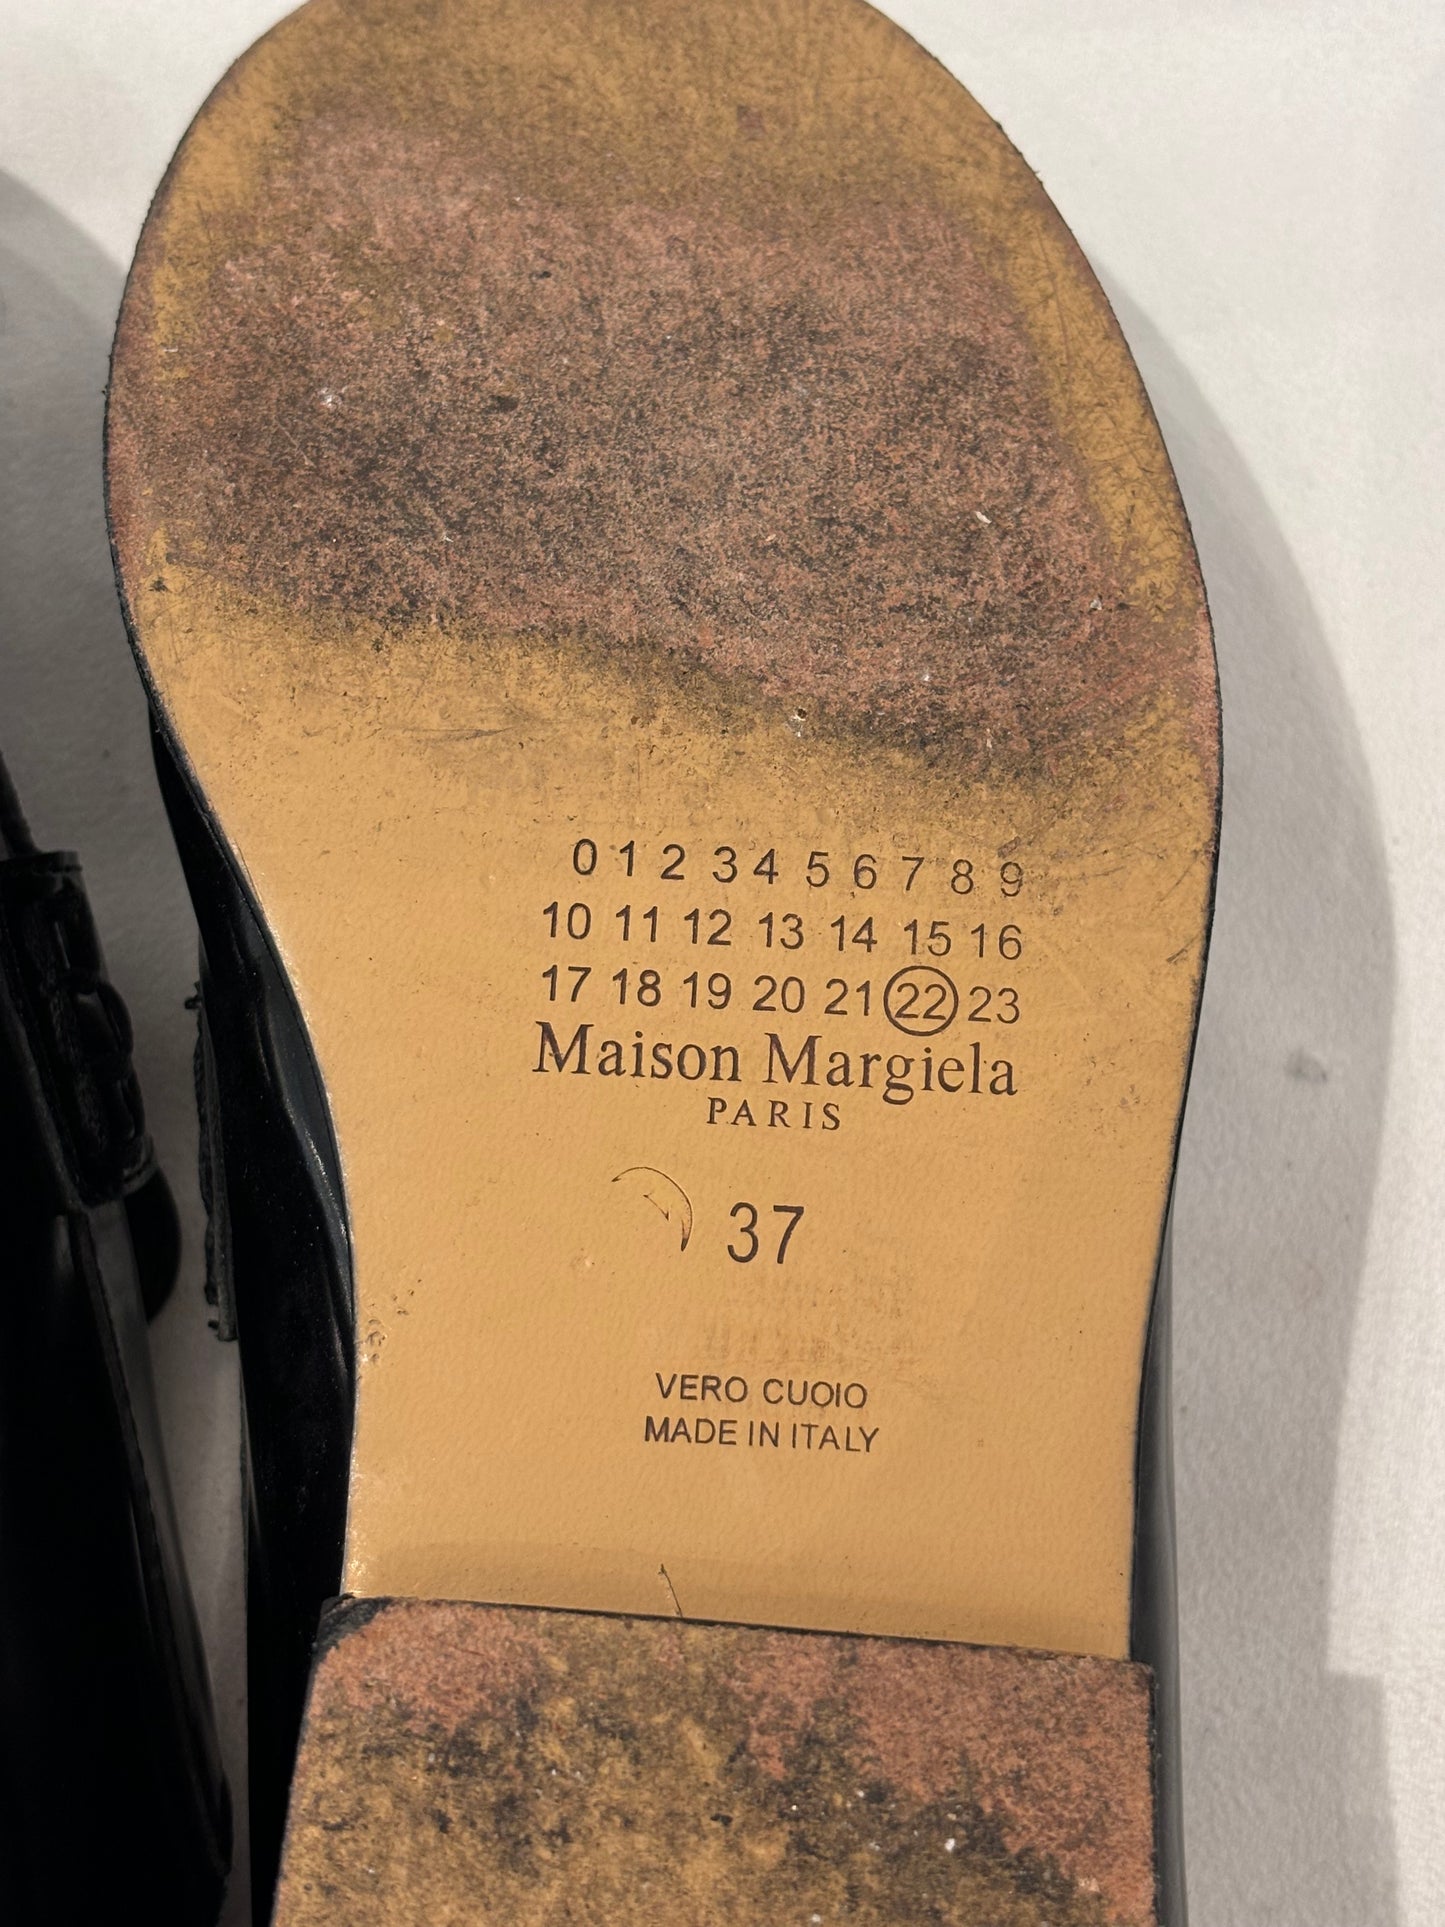 0 1 2 3 4 5 6 7 8 9
10 11 12 13 14 15 16
17 18 19 20 21 22 23
Maison Margiela
PARIS
37
VERO CUOIO
MADE IN ITALY